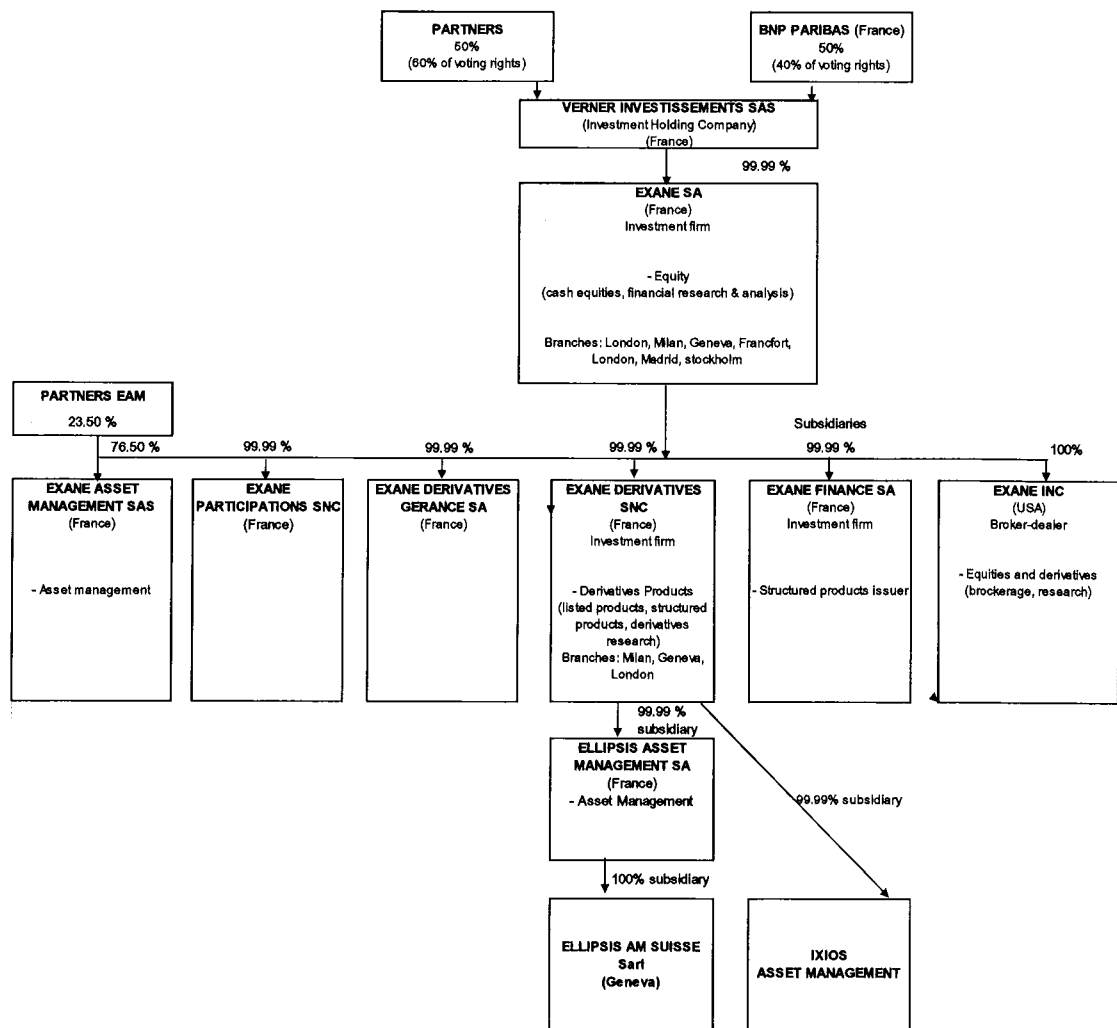 PARTNERS
50%
(60% of voting rights)
BNP PARIBAS (France)
50%
(40% of voting rights)
VERNER INVESTISSEMENTS SAS
(Investment Holding Company)
(France)
99.99 %
EXANE SA
(France)
Investment firm
- Equity
(cash equities, financial research & analysis)
Branches: London, Milan, Geneva, Francfort,
London, Madrid, stockholm
PARTNERS EAM
23.50 %
Subsidiaries
76.50 %
99.99 %
99.99 %
99.99 %
99.99 %
100%
EXANE ASSET
MANAGEMENT SAS
(France)
- Asset management
EXANE
PARTICIPATIONS SNC
(France)
EXANE DERIVATIVES
GERANCE SA
(France)
EXANE DERIVATIVES
SNC
(France)
Investment firm
- Derivatives Products
(listed products, structured
products, derivatives
research)
Branches: Milan, Geneva,
London
EXANE FINANCE SA
(France)
Investment firm
- Structured products issuer
EXANE INC
(USA)
Broker-dealer
- Equities and derivatives
(brockerage, research)
99.99 %
subsidiary
ELLIPSIS ASSET
MANAGEMENT SA
(France)
- Asset Management
99.99% subsidiary
100% subsidiary
ELLIPSIS AM SUISSE
Sarl
(Geneva)
IXIOS
ASSET MANAGEMENT